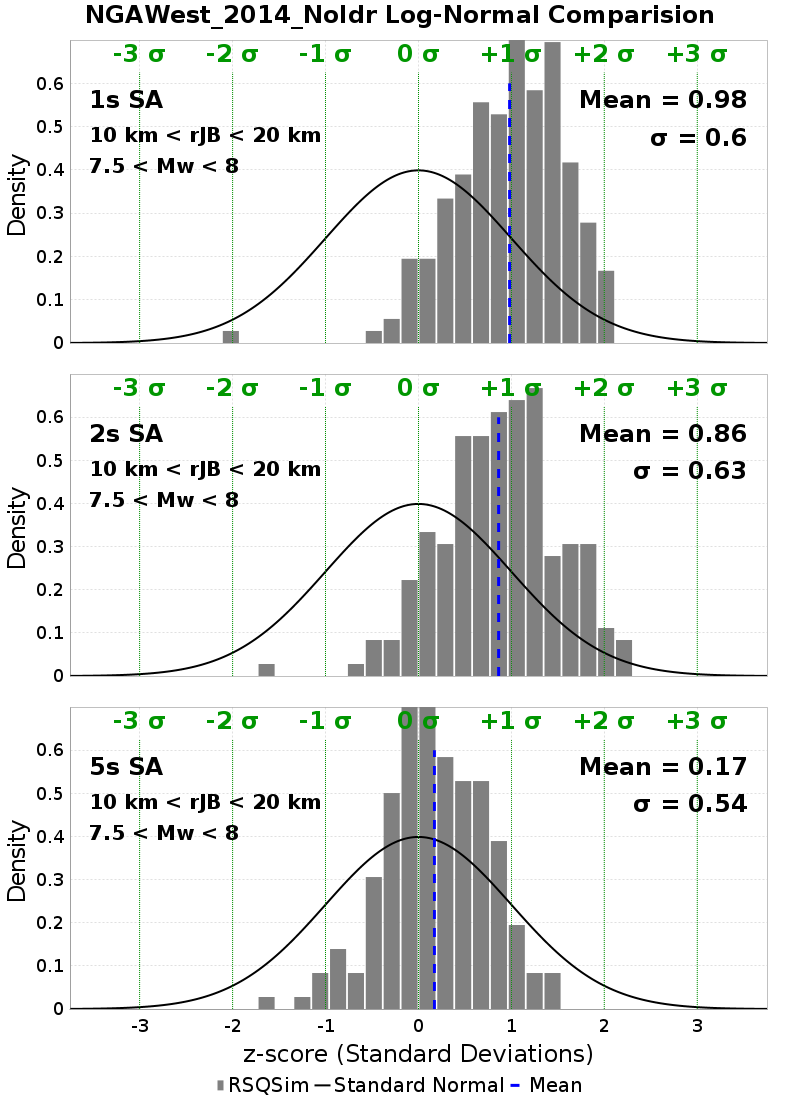 NGAWest_2014_NoIdr Log-Normal Comparision
-3 σ -2 σ -1 σ 0 σ +1 σ +2 σ +3 σ
1s SA
Mean = 0.98
10 km < rJB < 20 km
σ = 0.6
7.5 < Mw < 8
Density
0.6
0.5
0.4
0.3
0.2
0.1
0
-3 σ -2 σ -1 σ 0 σ +1 σ +2 σ +3 σ
2s SA
Mean = 0.86
10 km < rJB < 20 km
σ = 0.63
7.5 < Mw < 8
Density
0.6
0.5
0.4
0.3
0.2
0.1
0
-3 σ -2 σ -1 σ 0 σ +1 σ +2 σ +3 σ
5s SA
Mean = 0.17
10 km < rJB < 20 km
σ = 0.54
7.5 < Mw < 8
Density
0.6
0.5
0.4
0.3
0.2
0.1
0
-3 -2 -1 0 1 2 3
z-score (Standard Deviations)
RSQSim Standard Normal Mean